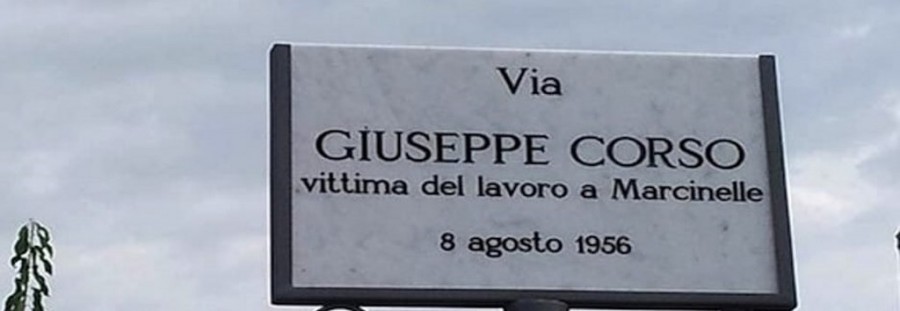 Via
GIUSEPPE CORSO
vittima del lavoro a Marcinelle
8 agosto 1956